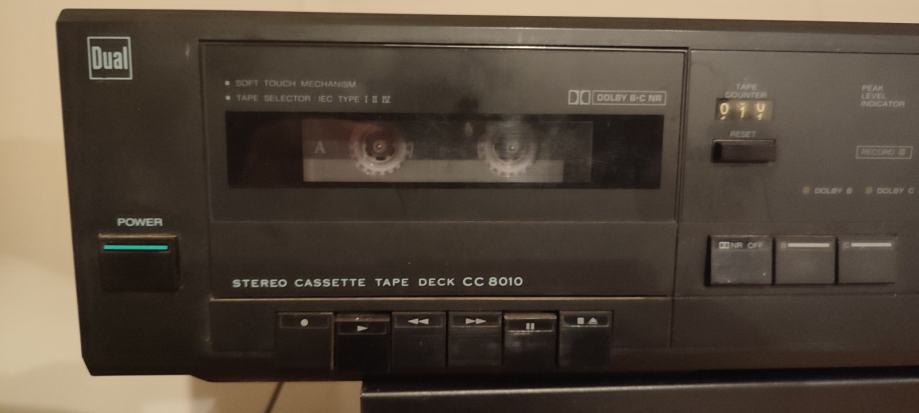 Dual
SOFT TOUCH MECHANISM
TAPE SELECTOR IEC TYPE I II IV
DOLBY B-C NR
A
TAPE
COUNTER
010
RESET
PEAK
LEVEL
INDICATOR
RECORD
DOLBY B
DOLBY C
POWER
NR OFF
B
C
STEREO CASSETTE TAPE DECK CC 8010